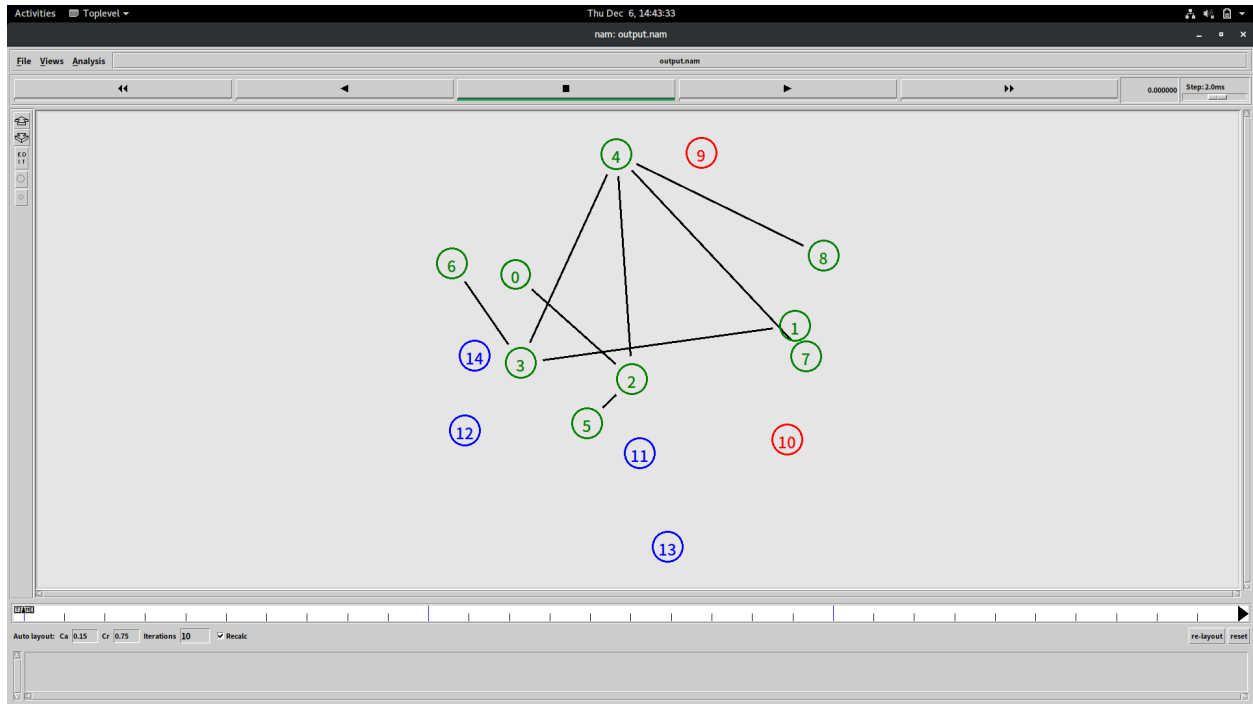 Activities Toplevel Thu Dec 6, 14:43:33
nam: output.nam
File Views Analysis output.nam
0.000000 Step: 2.0ms
E D
I T
4 9
6 0 8
1
14 3 7
2
5
12 11 10
13
Auto layout: Ca 0.15 Cr 0.75 Iterations 10 Recalc re-layout reset